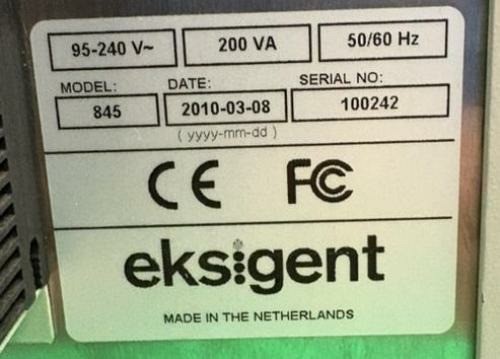 95-240 V~ 200 VA 50/60 Hz
MODEL: DATE: SERIAL NO:
845 2010-03-08 100242
( yyyy-mm-dd )
CE FC
eksigent
MADE IN THE NETHERLANDS